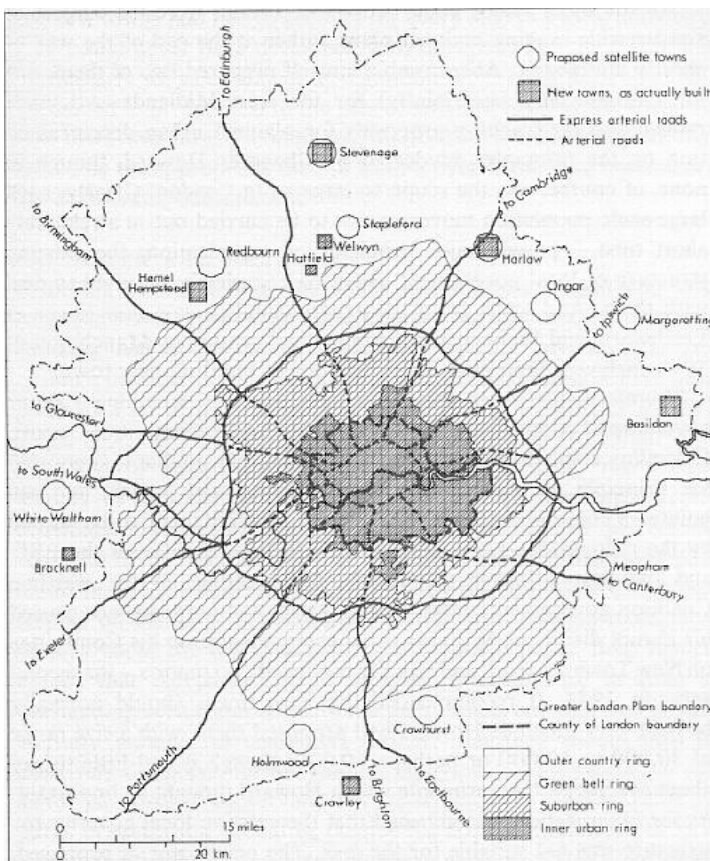 Proposed satellite towns
New towns, as actually built
Express arterial roads
Arterial roads
to Edinburgh
to Cambridge
to Birmingham
Stevenage
Stapleford
Welwyn
Redbourn
Hatfield
Harlow
Hemel
Hempstead
Ongar
to Ipswich
Margaretting
to Gloucester
Basildon
to South Wales
White Waltham
Bracknell
Meopham
to Canterbury
to Exeter
Greater London Plan boundary
County of London boundary
Crawhurst
Outer country ring
Green belt ring
Suburban ring
Inner urban ring
Holmwood
to Portsmouth
to Brighton
to Eastbourne
Crawley
0 15 miles
0 20 km.